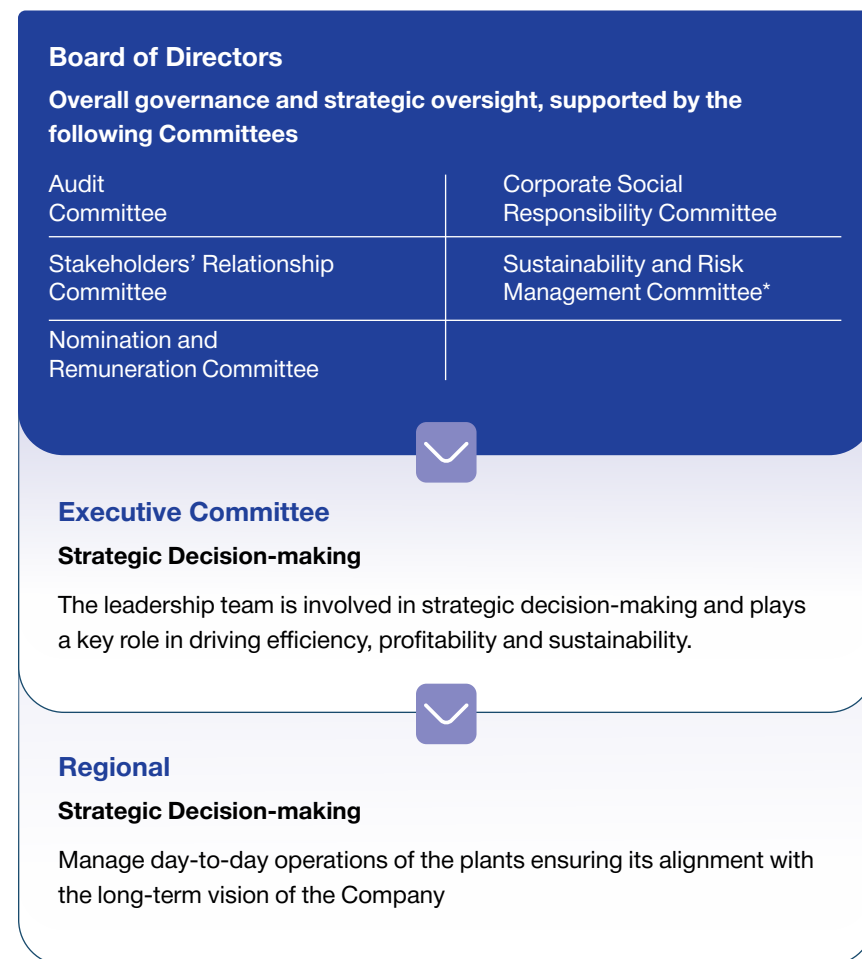 Board of Directors
Overall governance and strategic oversight, supported by the
following Committees
Audit
Committee
Corporate Social
Responsibility Committee
Stakeholders’ Relationship
Committee
Sustainability and Risk
Management Committee*
Nomination and
Remuneration Committee
Executive Committee
Strategic Decision-making
The leadership team is involved in strategic decision-making and plays
a key role in driving efficiency, profitability and sustainability.
Regional
Strategic Decision-making
Manage day-to-day operations of the plants ensuring its alignment with
the long-term vision of the Company